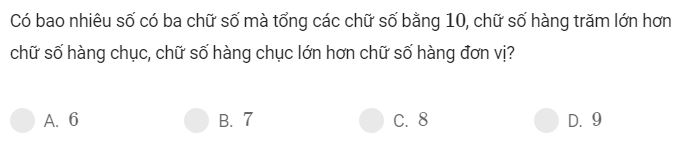 Có bao nhiêu số có ba chữ số mà tổng các chữ số bằng 10, chữ số hàng trăm lớn hơn
chữ số hàng chục, chữ số hàng chục lớn hơn chữ số hàng đơn vị?
A. 6 B. 7 C. 8 D. 9